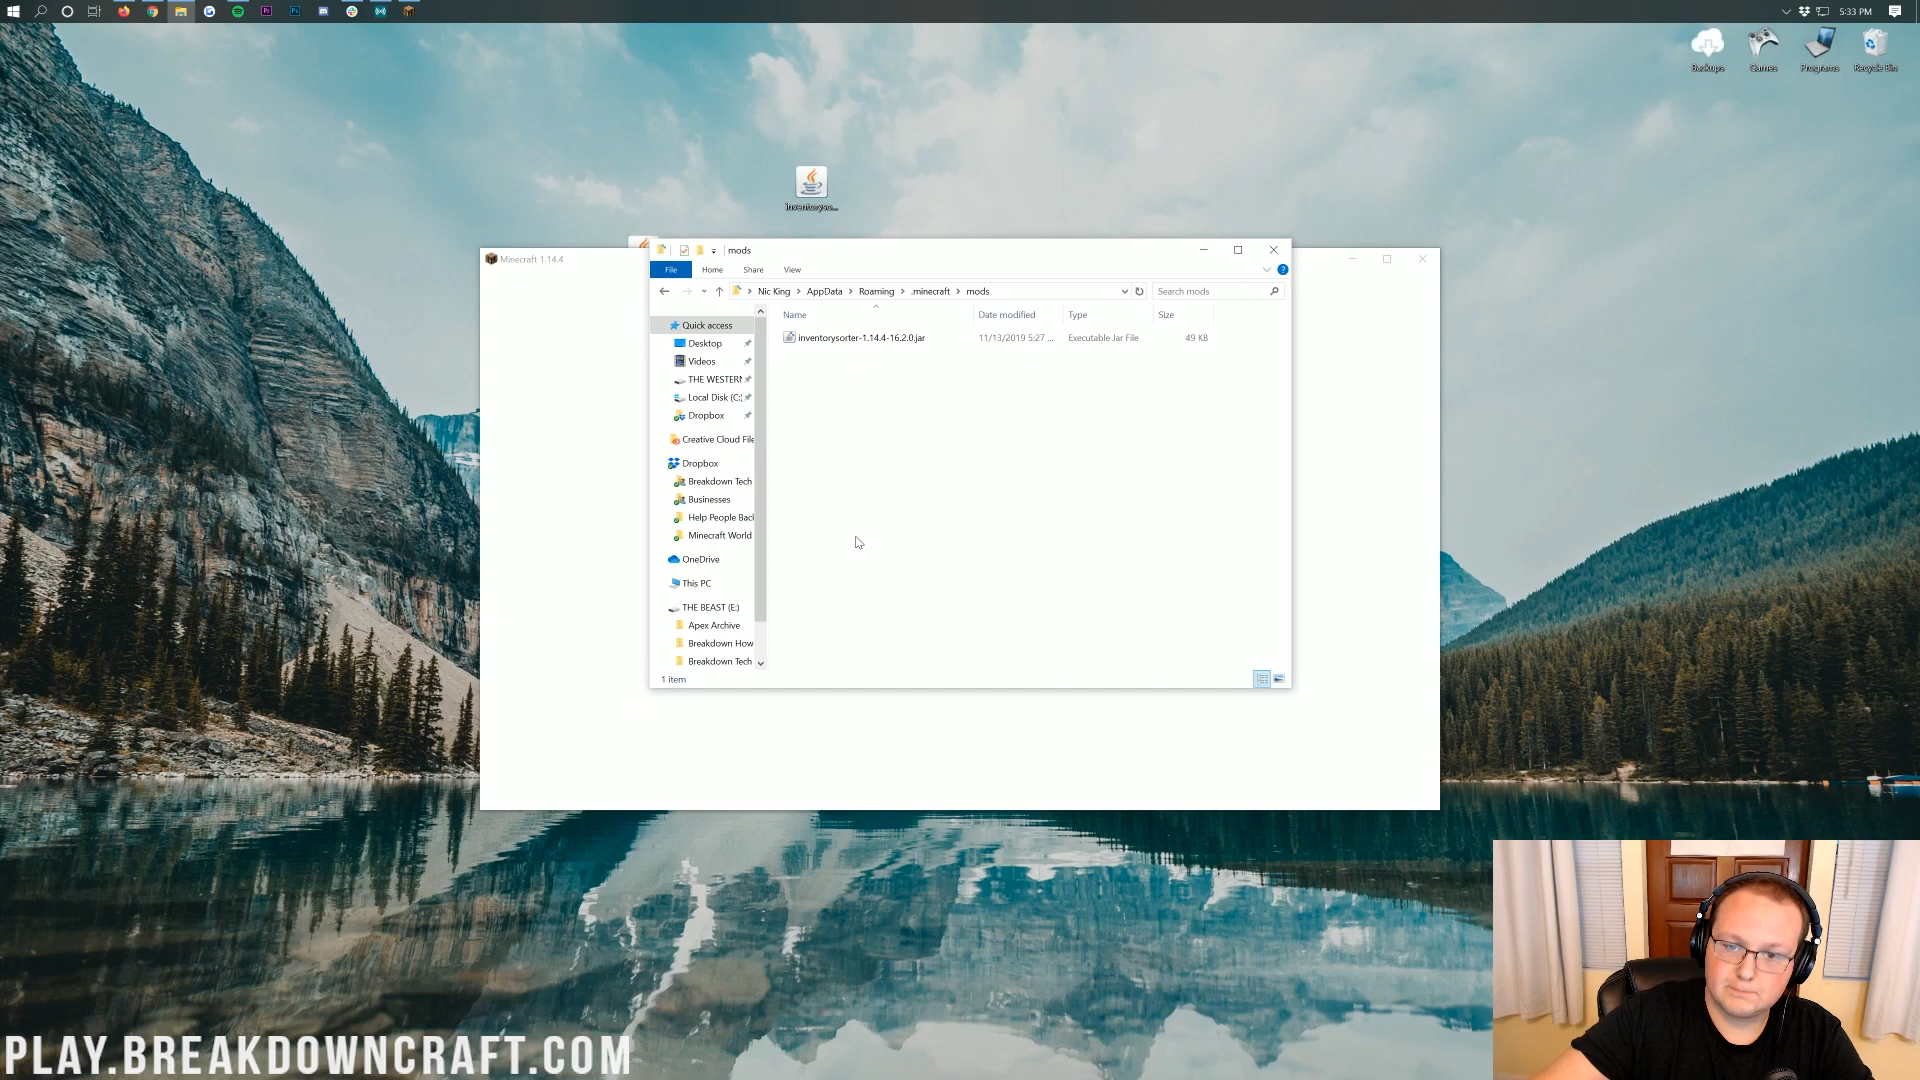 5:33 PM
Backups
Games
Programs
Recycle Bin
inventoryso...
Minecraft 1.14.4
mods
File
Home
Share
View
Nic King
AppData
Roaming
.minecraft
mods
Search mods
Name
Date modified
Type
Size
inventorysorter-1.14.4-16.2.0.jar
11/13/2019 5:27 ...
Executable Jar File
49 KB
Quick access
Desktop
Videos
THE WESTERN
Local Disk (C:)
Dropbox
Creative Cloud File
Dropbox
Breakdown Tech
Businesses
Help People Back
Minecraft World
OneDrive
This PC
THE BEAST (E:)
Apex Archive
Breakdown How
Breakdown Tech
1 item
PLAY.BREAKDOWNCRAFT.COM